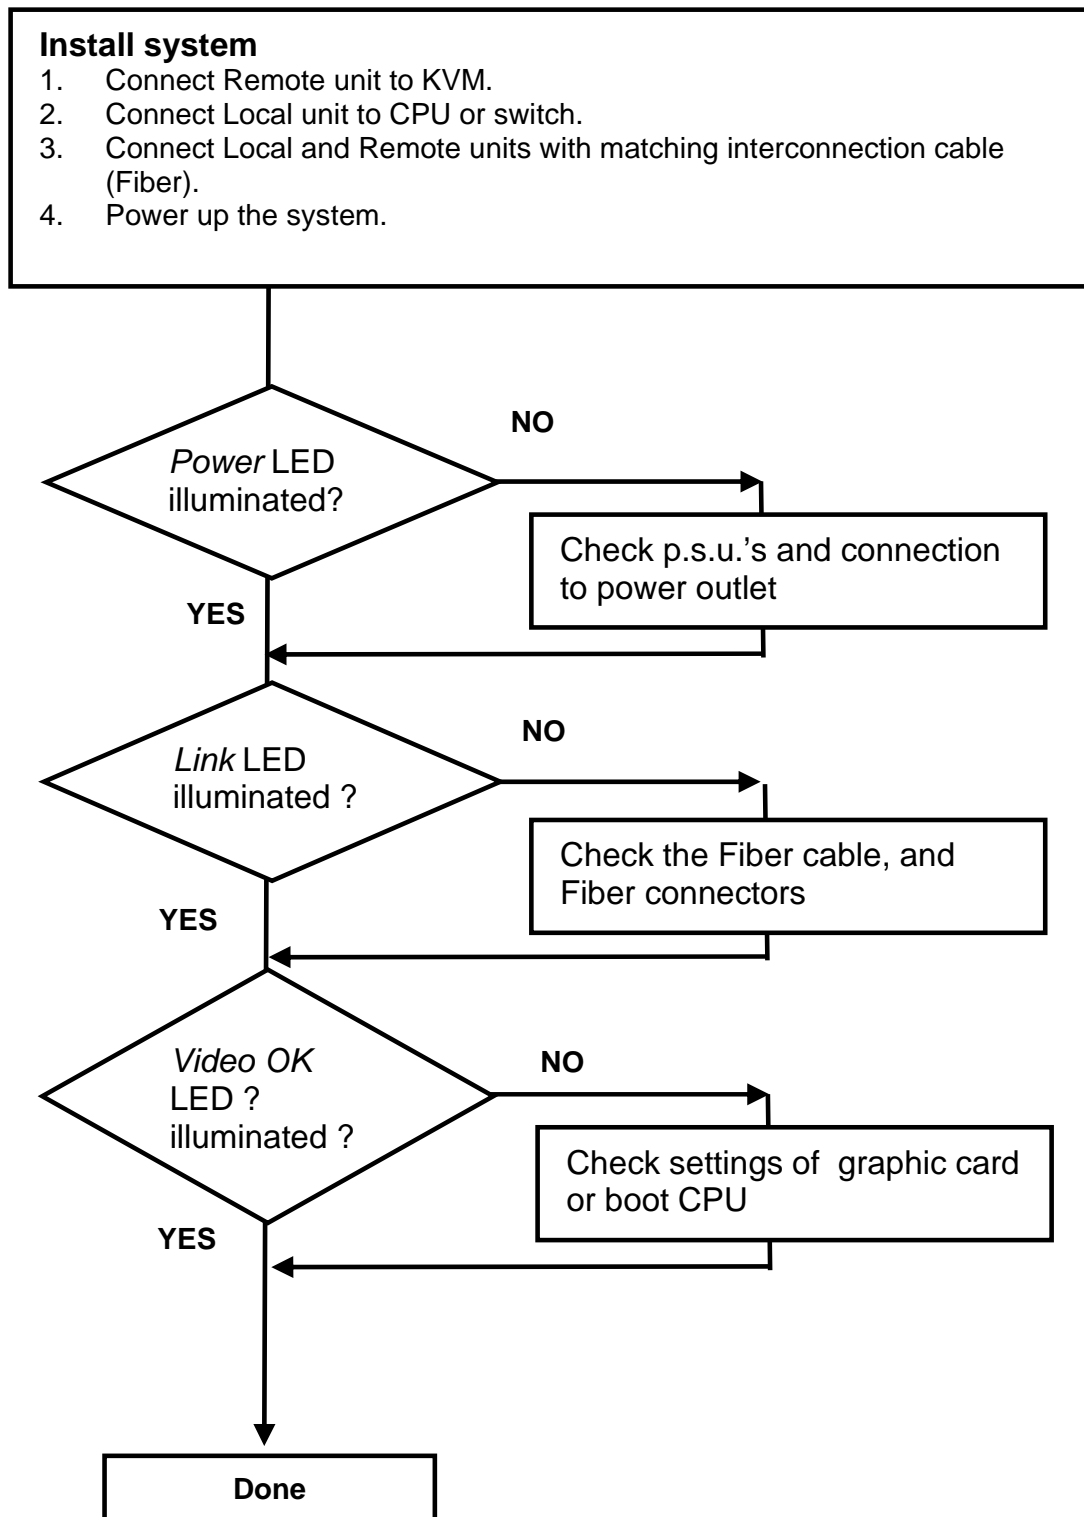 Install system
1. Connect Remote unit to KVM.
2. Connect Local unit to CPU or switch.
3. Connect Local and Remote units with matching interconnection cable
(Fiber).
4. Power up the system.
Power LED
illuminated?
NO
Check p.s.u.'s and connection
to power outlet
YES
Link LED
illuminated ?
NO
Check the Fiber cable, and
Fiber connectors
YES
Video OK
LED ?
illuminated ?
NO
Check settings of  graphic card
or boot CPU
YES
Done